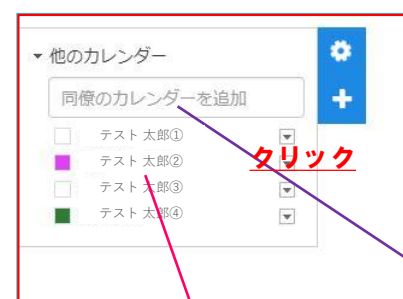 他のカレンダー
同僚のカレンダーを追加
テスト 太郎①
テスト 太郎②
クリック
テスト 太郎③
テスト 太郎④